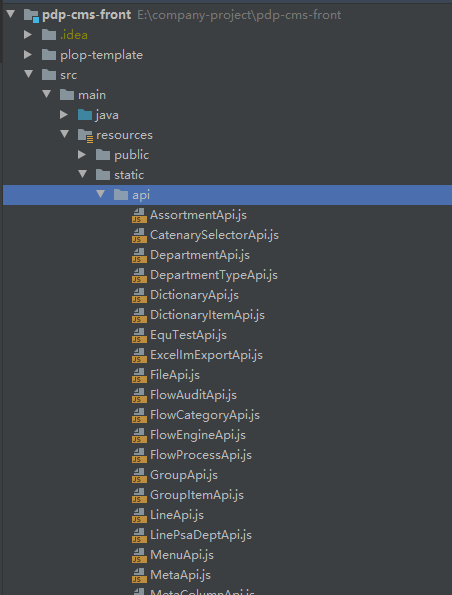 pdp-cms-front E:\company-project\pdp-cms-front
.idea
plop-template
src
main
java
resources
public
static
api
AssortmentApi.js
CatenarySelectorApi.js
DepartmentApi.js
DepartmentTypeApi.js
DictionaryApi.js
DictionaryItemApi.js
EquTestApi.js
ExcelImExportApi.js
FileApi.js
FlowAuditApi.js
FlowCategoryApi.js
FlowEngineApi.js
FlowProcessApi.js
GroupApi.js
GroupItemApi.js
LineApi.js
LinePsaDeptApi.js
MenuApi.js
MetaApi.js
MetaColumnApi.js